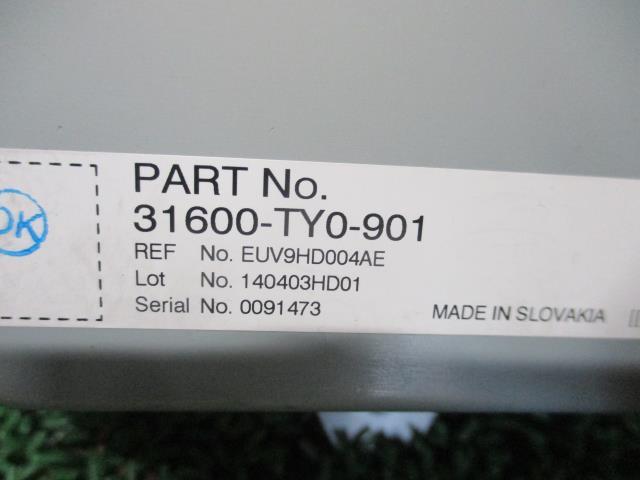 PART No.
31600-TY0-901
REF No. EUV9HD004AE
Lot No. 140403HD01
Serial No. 0091473
MADE IN SLOVAKIA
OK